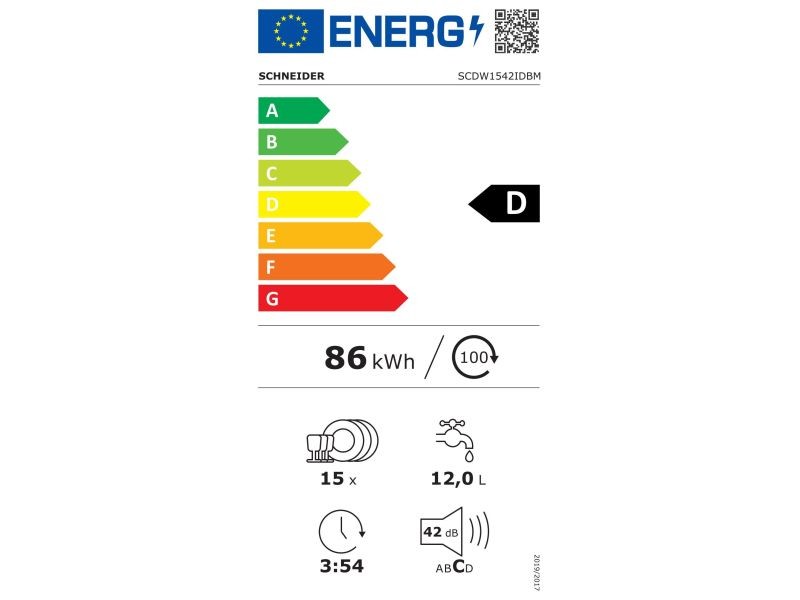 ENERG
SCHNEIDER SCDW1542IDBM
A
B
C
D D
E
F
G
86 kWh / 100
15 x 12,0 L
42 dB
3:54 ABCD
2019/2017